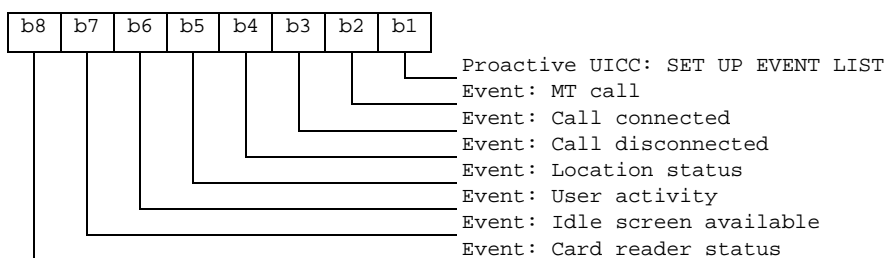 b8 b7 b6 b5 b4 b3 b2 b1
Proactive UICC: SET UP EVENT LIST
Event: MT call
Event: Call connected
Event: Call disconnected
Event: Location status
Event: User activity
Event: Idle screen available
Event: Card reader status